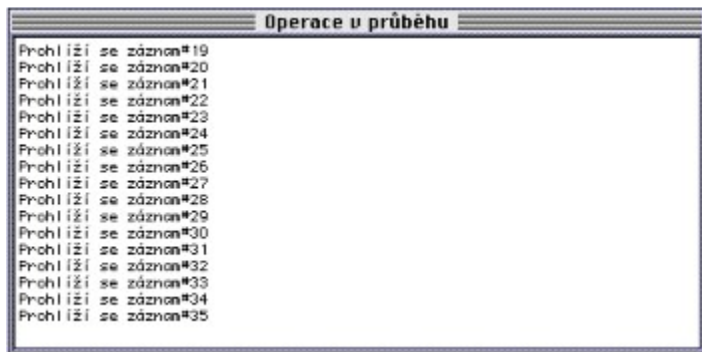 Operace v průběhu
Prohlíží se záznam#19
Prohlíží se záznam#20
Prohlíží se záznam#21
Prohlíží se záznam#22
Prohlíží se záznam#23
Prohlíží se záznam#24
Prohlíží se záznam#25
Prohlíží se záznam#26
Prohlíží se záznam#27
Prohlíží se záznam#28
Prohlíží se záznam#29
Prohlíží se záznam#30
Prohlíží se záznam#31
Prohlíží se záznam#32
Prohlíží se záznam#33
Prohlíží se záznam#34
Prohlíží se záznam#35